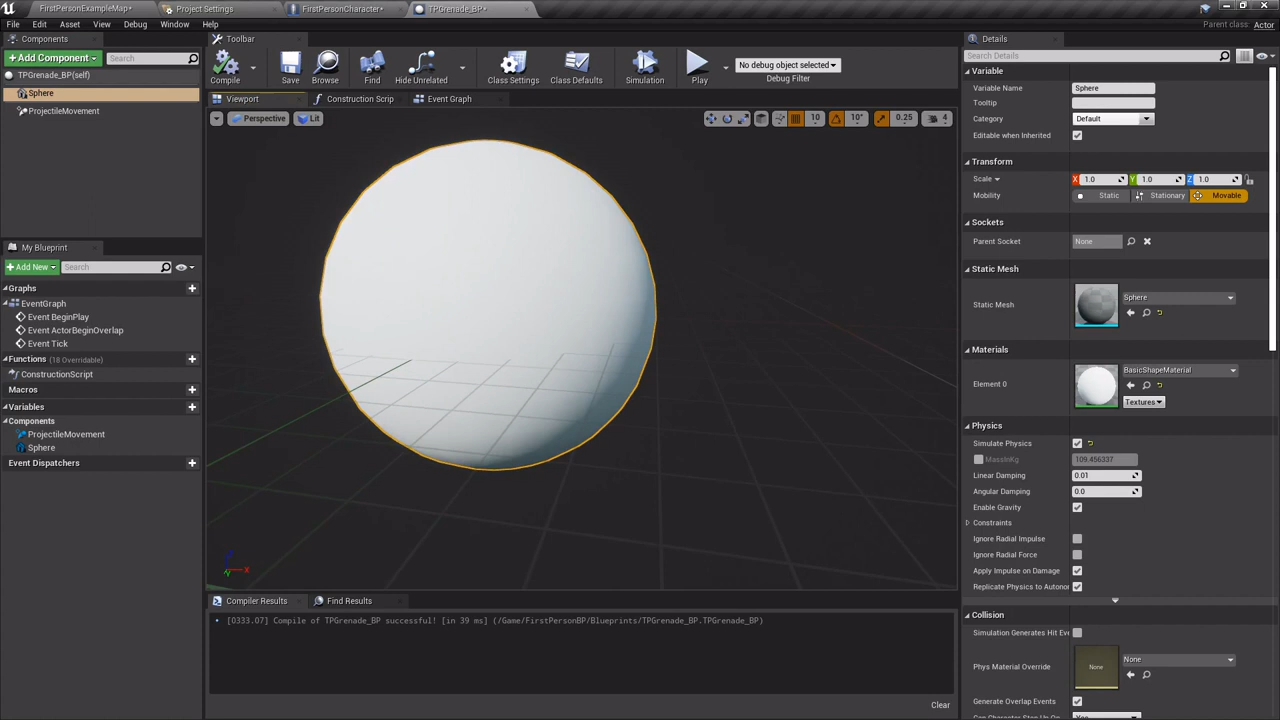 FirstPersonExampleMap*
Project Settings
FirstPersonCharacter*
TPGrenade_BP*
File Edit Asset View Debug Window Help
Parent class: Actor
Components
Toolbar
Details
+Add Component
Search
Search Details
TPGrenade_BP(self)
Sphere
ProjectileMovement
Compile
Save
Browse
Find
Hide Unrelated
Class Settings
Class Defaults
Simulation
Play
No debug object selected
Debug Filter
Viewport
Construction Scrip
Event Graph
Perspective
Lit
10
10°
0.25
4
My Blueprint
+Add New
Search
Graphs
EventGraph
Event BeginPlay
Event ActorBeginOverlap
Event Tick
Functions (18 Overridable)
ConstructionScript
Macros
Variables
Components
ProjectileMovement
Sphere
Event Dispatchers
Y
X
Compiler Results
Find Results
[0333.07] Compile of TPGrenade_BP successful! [in 39 ms] (/Game/FirstPersonBP/Blueprints/TPGrenade_BP.TPGrenade_BP)
Clear
Variable
Variable Name Sphere
Tooltip
Category Default
Editable when Inherited
Transform
Scale X 1.0 Y 1.0 Z 1.0
Mobility Static Stationary Movable
Sockets
Parent Socket None
Static Mesh
Static Mesh Sphere
Materials
Element 0 BasicShapeMaterial
Textures
Physics
Simulate Physics
MassInKg 109.456337
Linear Damping 0.01
Angular Damping 0.0
Enable Gravity
Constraints
Ignore Radial Impulse
Ignore Radial Force
Apply Impulse on Damage
Replicate Physics to Autonor
Collision
Simulation Generates Hit Eve
Phys Material Override None None
Generate Overlap Events